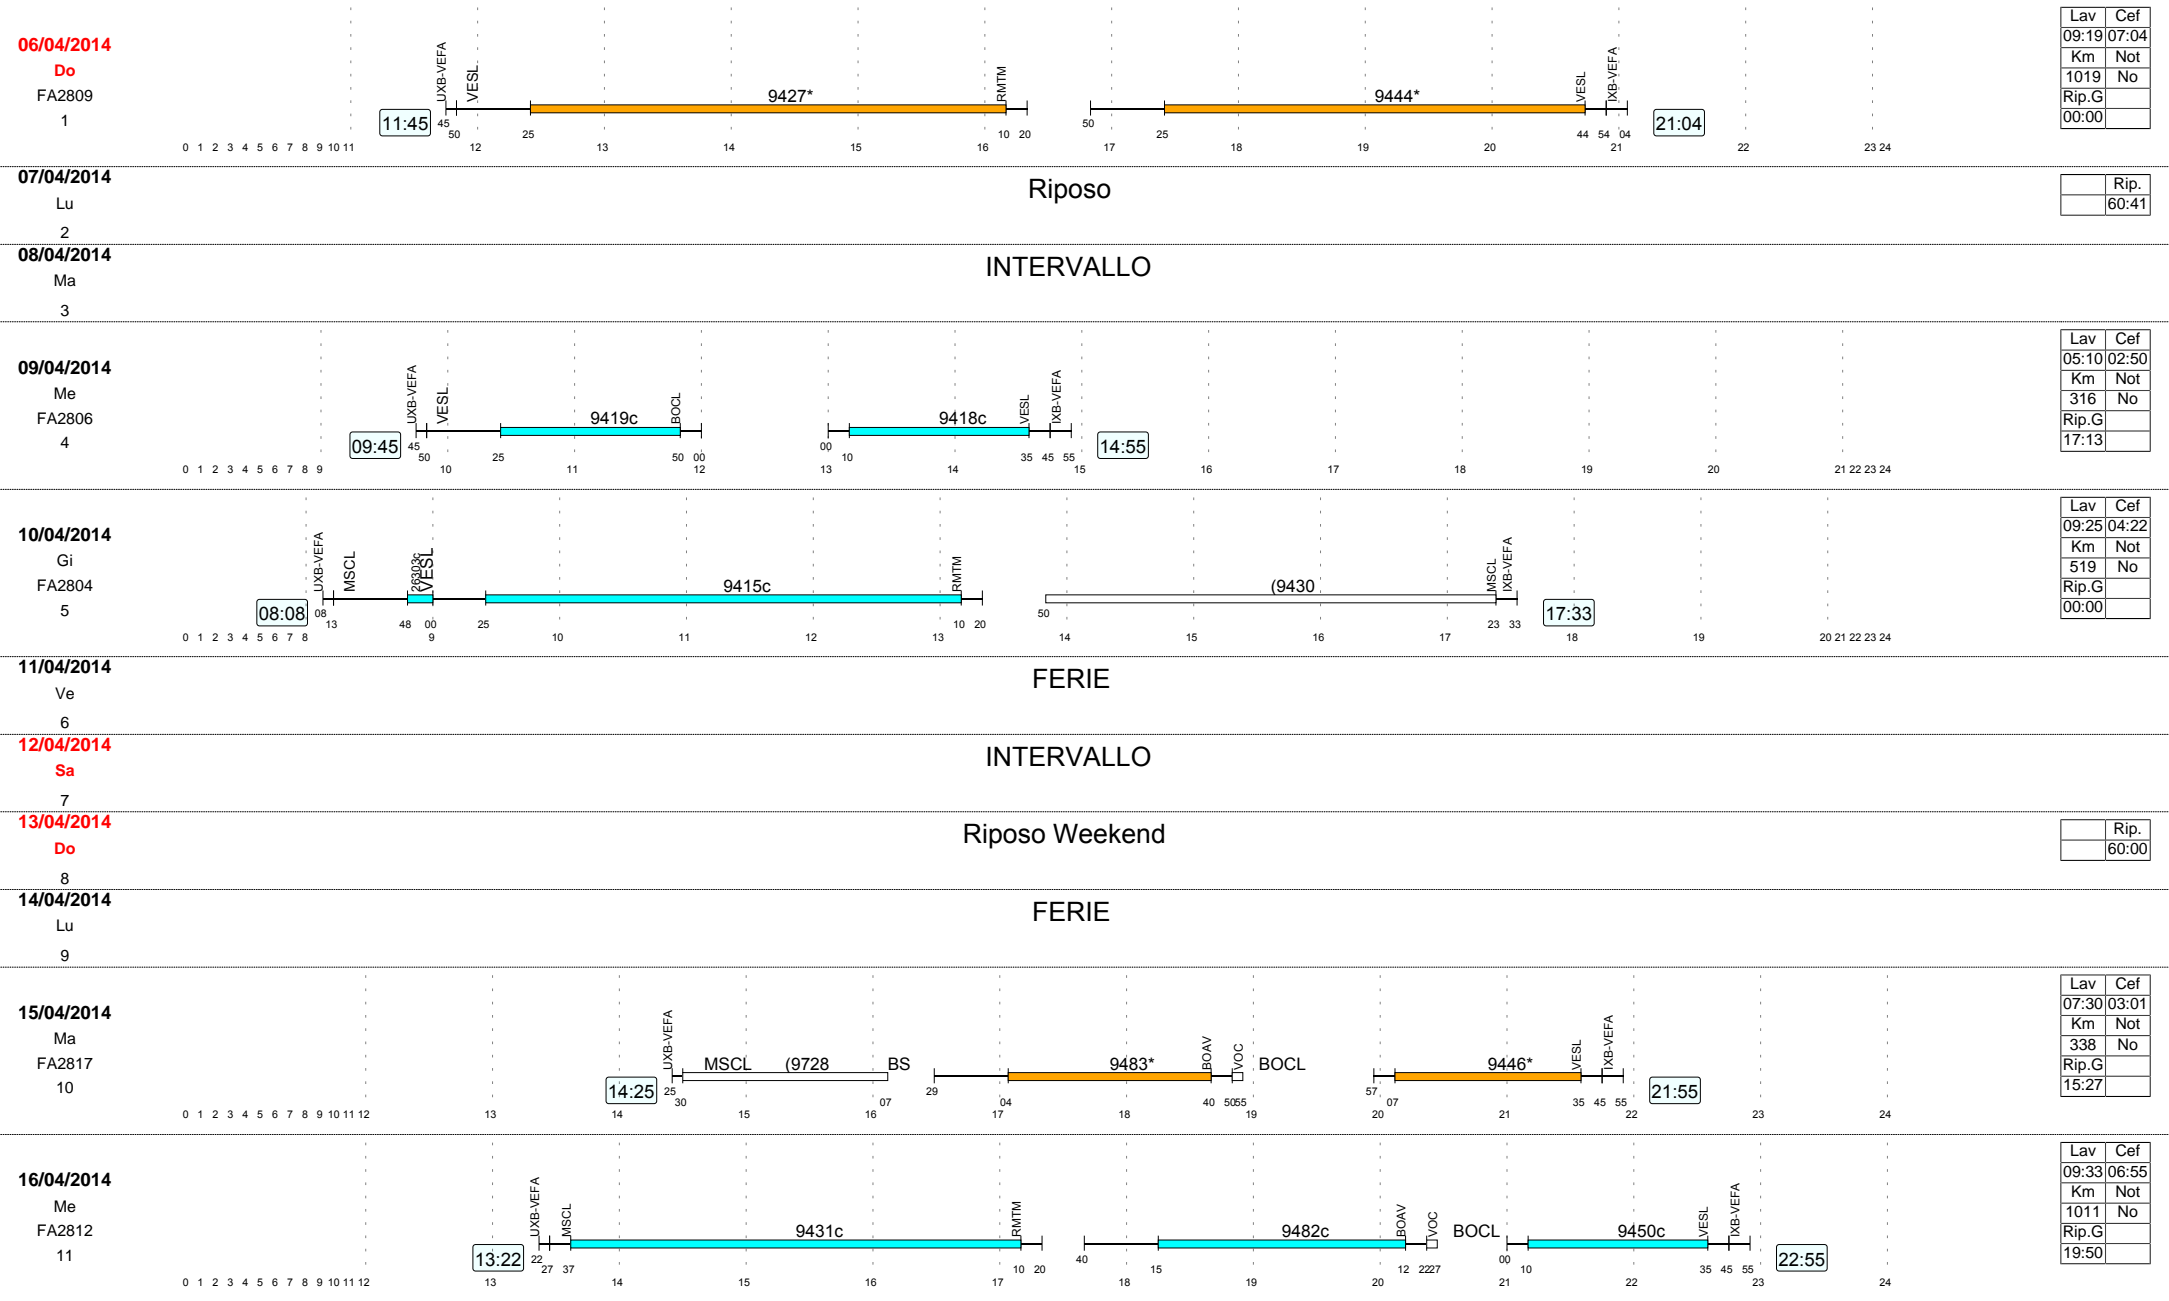 06/04/2014
Do
FA2809
1
11:45
UXB-VEFA VESL 9427* RMTM 9444* VESL IXB-VEFA
45 50 25 10 20 50 25 44 54 04
21:04
0 1 2 3 4 5 6 7 8 9 10 11 12 13 14 15 16 17 18 19 20 21 22 23 24
Lav Cef
09:19 07:04
Km Not
1019 No
Rip.G
00:00
07/04/2014
Lu
2
Riposo
Rip.
60:41
08/04/2014
Ma
3
INTERVALLO
09/04/2014
Me
FA2806
4
09:45
UXB-VEFA VESL 9419c BOCL 9418c VESL IXB-VEFA
45 50 25 50 00 00 10 35 45 55
14:55
0 1 2 3 4 5 6 7 8 9 10 11 12 13 14 15 16 17 18 19 20 21 22 23 24
Lav Cef
05:10 02:50
Km Not
316 No
Rip.G
17:13
10/04/2014
Gi
FA2804
5
08:08
UXB-VEFA MSCL 26303c VESL 9415c RMTM (9430 MSCL IXB-VEFA
08 13 48 00 25 10 20 50 23 33
17:33
0 1 2 3 4 5 6 7 8 9 10 11 12 13 14 15 16 17 18 19 20 21 22 23 24
Lav Cef
09:25 04:22
Km Not
519 No
Rip.G
00:00
11/04/2014
Ve
6
FERIE
12/04/2014
Sa
7
INTERVALLO
13/04/2014
Do
8
Riposo Weekend
Rip.
60:00
14/04/2014
Lu
9
FERIE
15/04/2014
Ma
FA2817
10
14:25
UXB-VEFA MSCL (9728 BS 9483* BOAV VOC BOCL 9446* VESL IXB-VEFA
25 30 07 29 04 40 50 55 57 07 35 45 55
21:55
0 1 2 3 4 5 6 7 8 9 10 11 12 13 14 15 16 17 18 19 20 21 22 23 24
Lav Cef
07:30 03:01
Km Not
338 No
Rip.G
15:27
16/04/2014
Me
FA2812
11
13:22
UXB-VEFA MSCL 9431c RMTM 9482c BOAV VOC BOCL 9450c VESL IXB-VEFA
22 27 37 10 20 40 15 12 22 27 00 10 35 45 55
22:55
0 1 2 3 4 5 6 7 8 9 10 11 12 13 14 15 16 17 18 19 20 21 22 23 24
Lav Cef
09:33 06:55
Km Not
1011 No
Rip.G
19:50